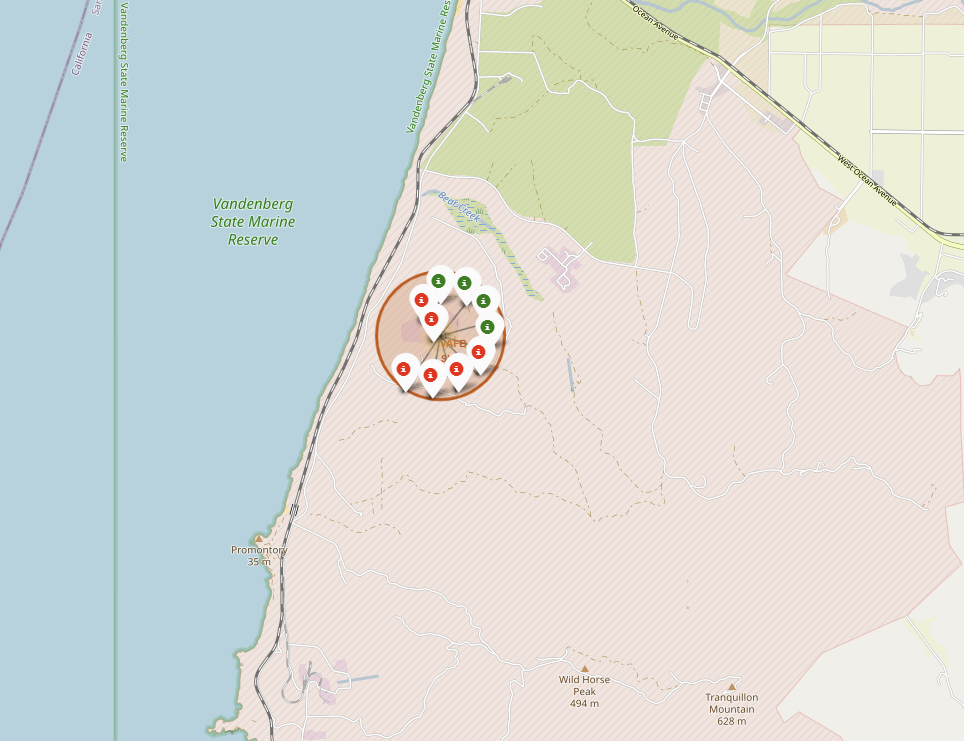 Ocean Avenue
California
Vandenberg State Marine Reserve
Vandenberg State Marine Res
West Ocean Avenue
Bear Creek
Vandenberg
State Marine
Reserve
VAFB
Promontory
35 m
Wild Horse
Peak
494 m
Tranquillon
Mountain
628 m